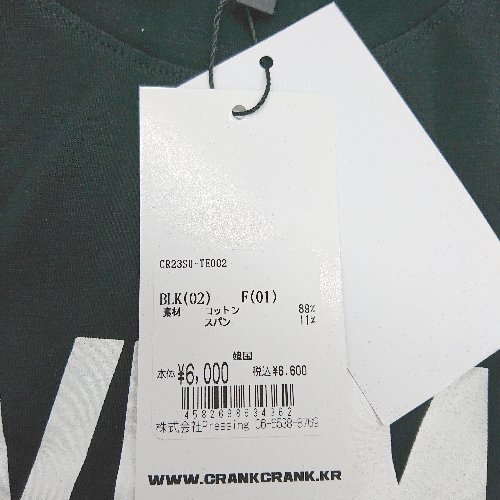 CR23SU-TE002
BLK(02) F(01)
素材 コットン 89%
スパン 11%
韓国
本体 ¥6,000 税込¥6,600
4582698634362
株式会社Pressing 06-6538-8769
WWW.CRANKCRANK.KR